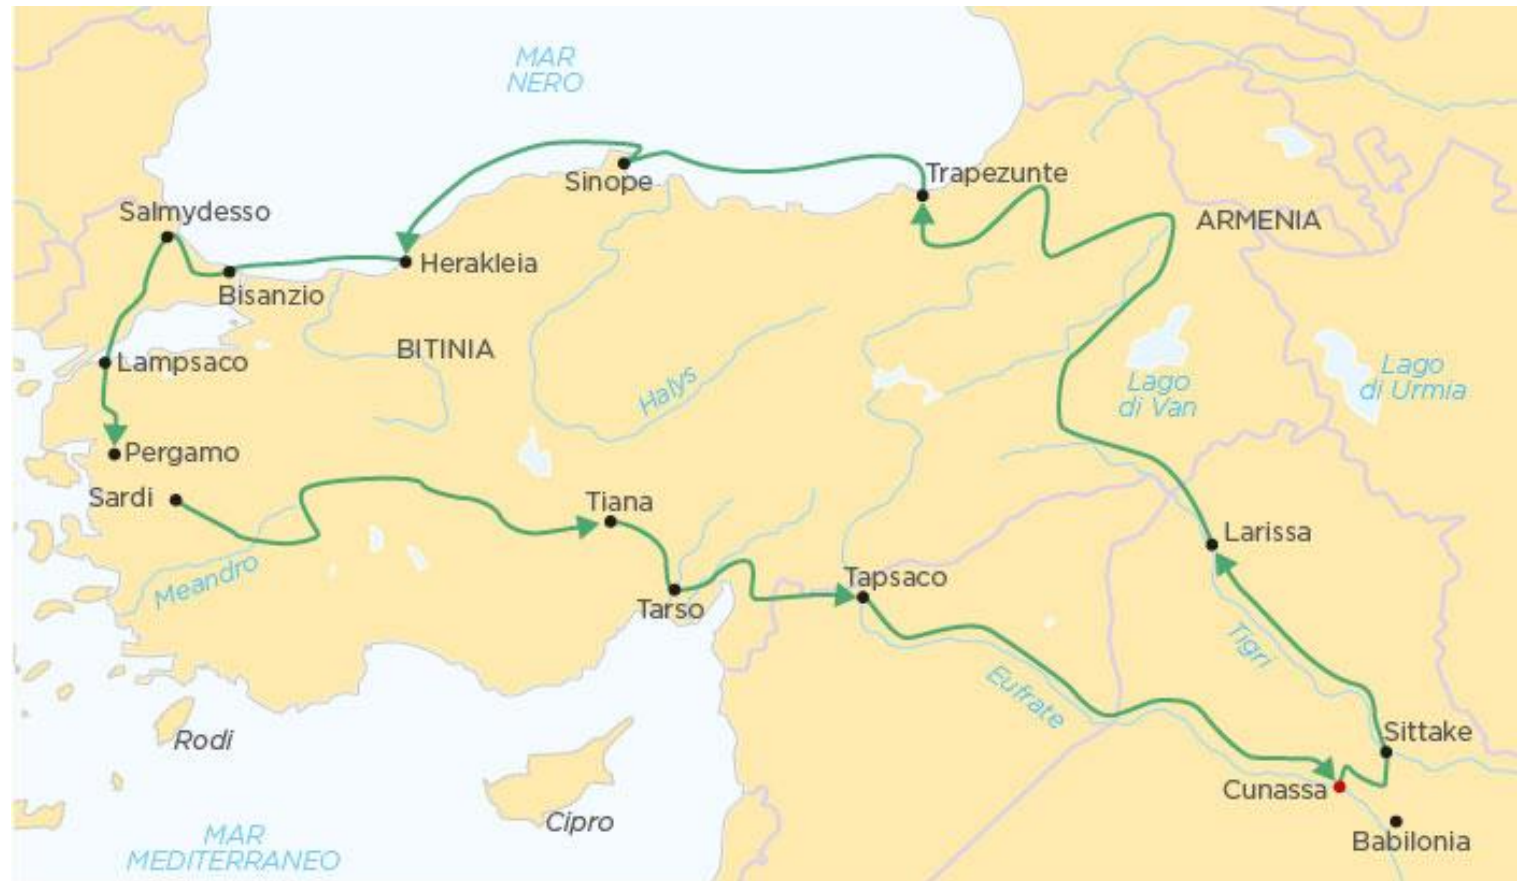 MAR
NERO
Trapezunte
Sinope
Salmydesso
ARMENIA
Herakleia
Bisanzio
BITINIA
Lampsaco
Halys
Lago
di Van
Lago
di Urmia
Pergamo
Sardi
Tiana
Larissa
Meandro
Tarso
Tapsaco
Tigri
Eufrate
Rodi
Sittake
Cunassa
Cipro
Babilonia
MAR
MEDITERRANEO